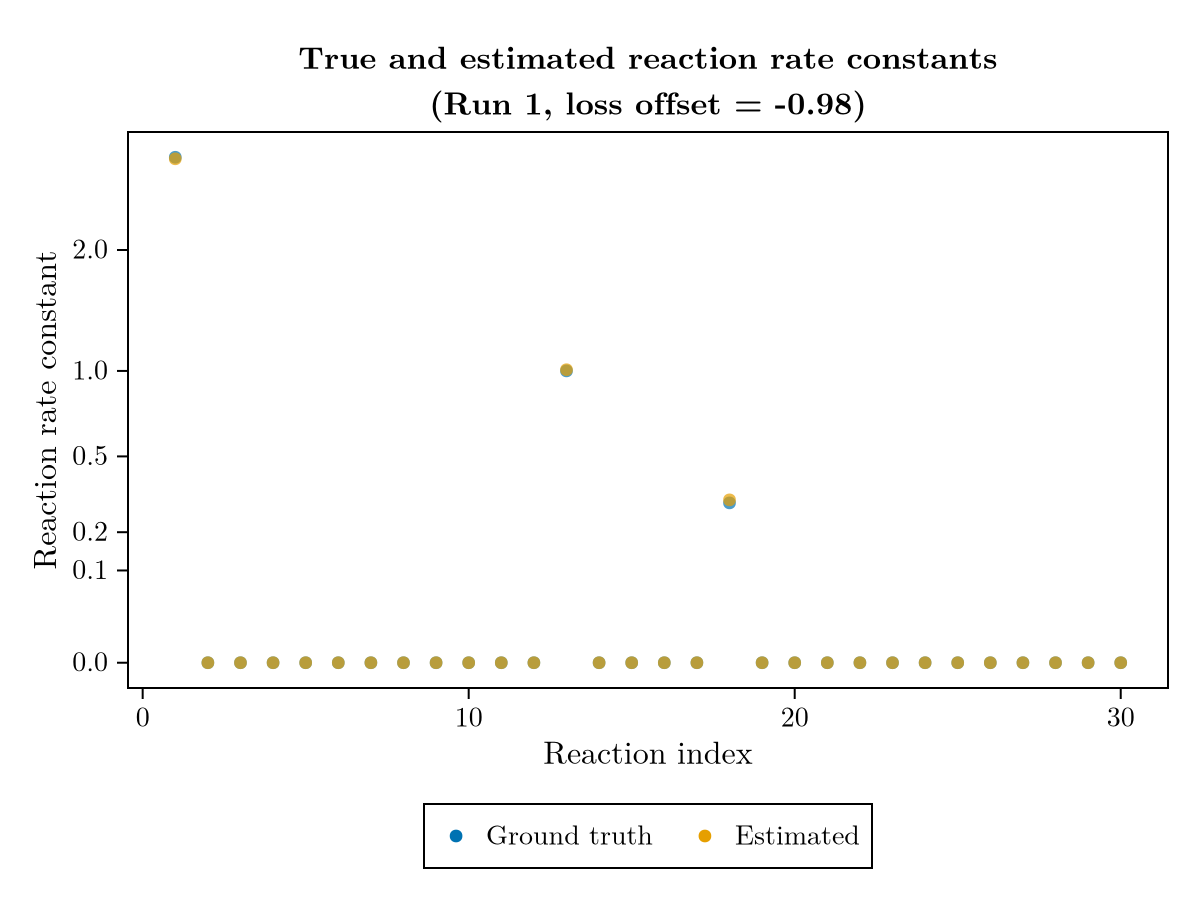 True and estimated reaction rate constants
(Run 1, loss offset = -0.98)
Reaction rate constant
2.0
1.0
0.5
0.2
0.1
0.0
0 10 20 30
Reaction index
Ground truth Estimated